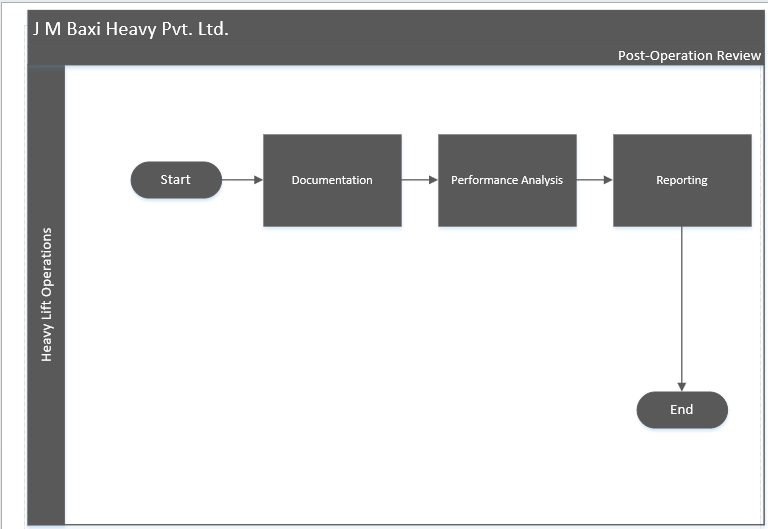 J M Baxi Heavy Pvt. Ltd.
Post-Operation Review
Heavy Lift Operations
Start
Documentation
Performance Analysis
Reporting
End